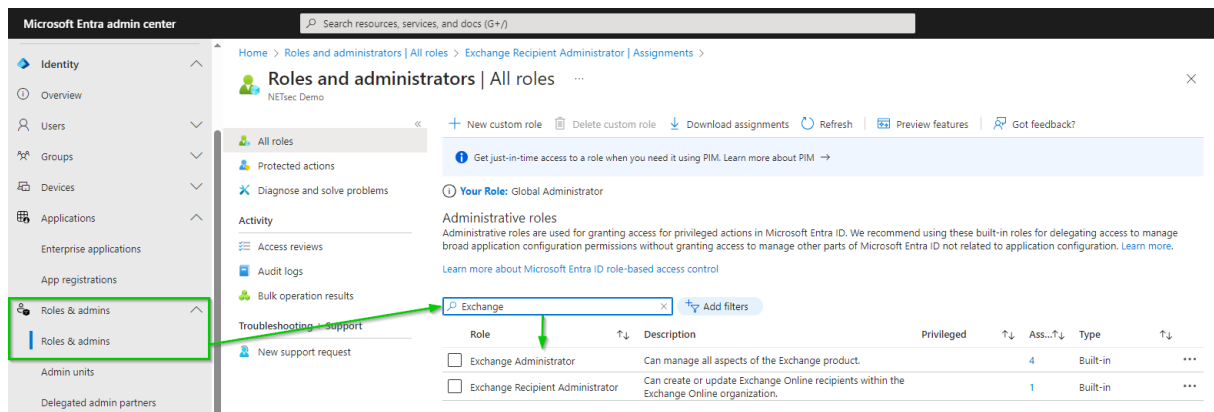 Microsoft Entra admin center
Search resources, services, and docs (G+/)
Identity
Overview
Users
Groups
Devices
Applications
Enterprise applications
App registrations
Roles & admins
Roles & admins
Admin units
Delegated admin partners
Home > Roles and administrators | All roles > Exchange Recipient Administrator | Assignments >
Roles and administrators | All roles ...
NETsec Demo
All roles
Protected actions
Diagnose and solve problems
Activity
Access reviews
Audit logs
Bulk operation results
Troubleshooting + Support
New support request
New custom role Delete custom role Download assignments Refresh Preview features Got feedback?
Get just-in-time access to a role when you need it using PIM. Learn more about PIM →
Your Role: Global Administrator
Administrative roles
Administrative roles are used for granting access for privileged actions in Microsoft Entra ID. We recommend using these built-in roles for delegating access to manage
broad application configuration permissions without granting access to manage other parts of Microsoft Entra ID not related to application configuration. Learn more.
Learn more about Microsoft Entra ID role-based access control
Exchange Add filters
Role Description Privileged Ass... Type
Exchange Administrator Can manage all aspects of the Exchange product. 4 Built-in ...
Exchange Recipient Administrator Can create or update Exchange Online recipients within the
Exchange Online organization. 1 Built-in ...